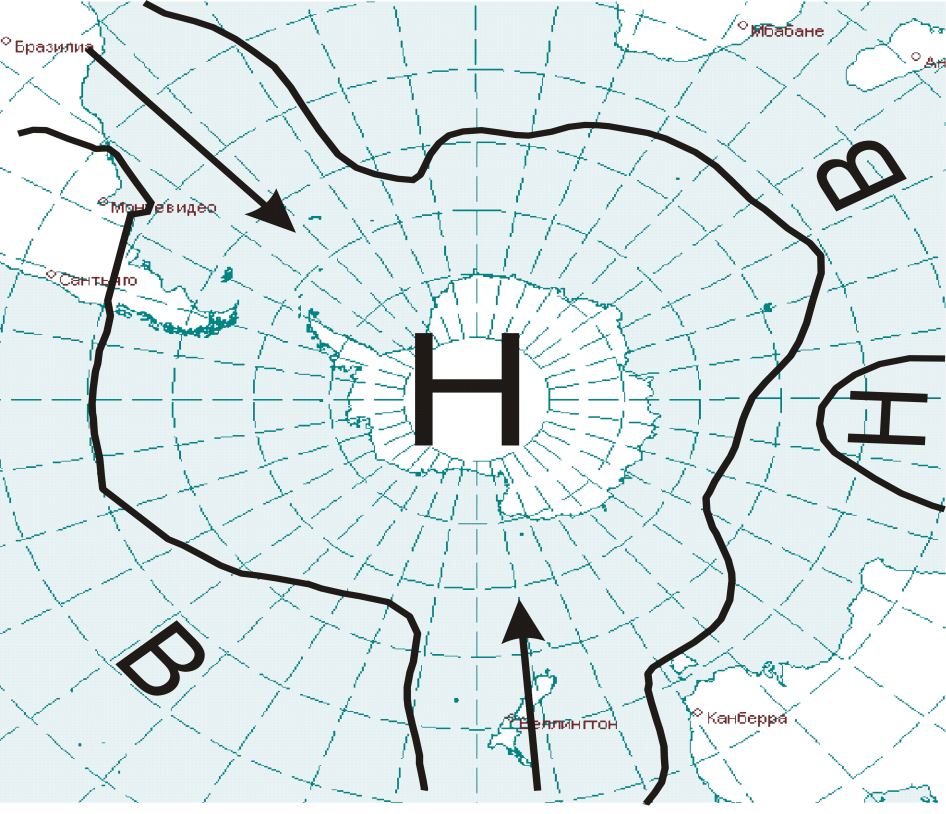 Мбабане
Бразилиа
В
Монтевидео
Сантьяго
Н
Н
В
Канберра
Веллингтон